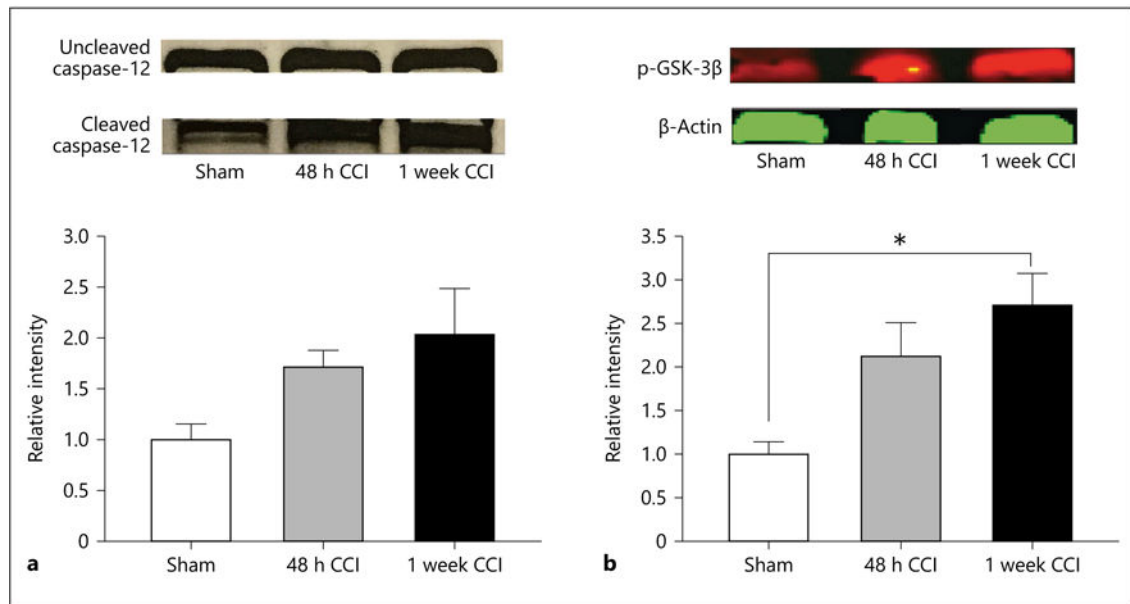 Uncleaved
caspase-12
Cleaved
caspase-12
Sham 48 h CCI 1 week CCI
3.0
2.5
2.0
1.5
1.0
0.5
0
Relative intensity
Sham 48 h CCI 1 week CCI
a
p-GSK-3β
β-Actin
Sham 48 h CCI 1 week CCI
3.5
3.0
2.5
2.0
1.5
1.0
0.5
0
Relative intensity
*
Sham 48 h CCI 1 week CCI
b